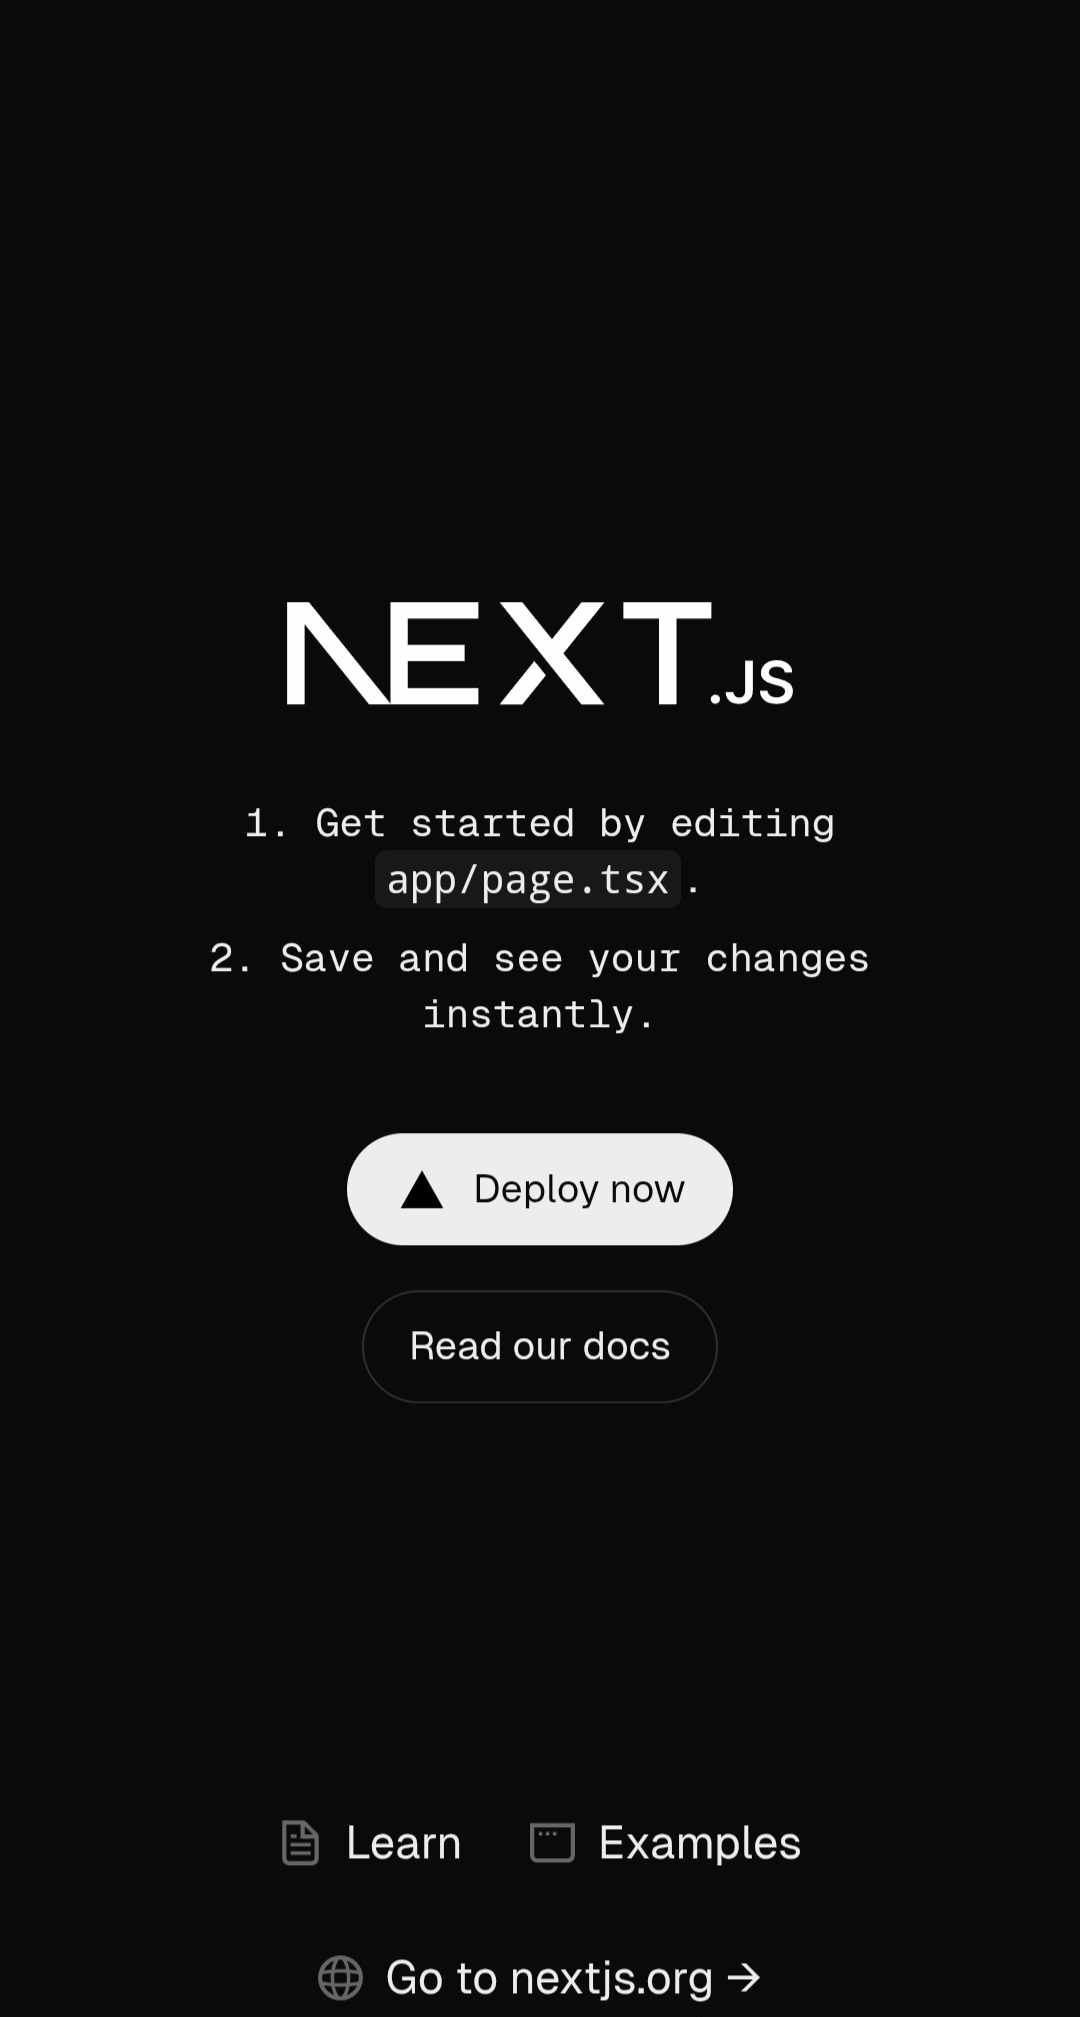 NEXT.JS
1. Get started by editing
app/page.tsx.
2. Save and see your changes
instantly.
Deploy now
Read our docs
Learn
Examples
Go to nextjs.org →